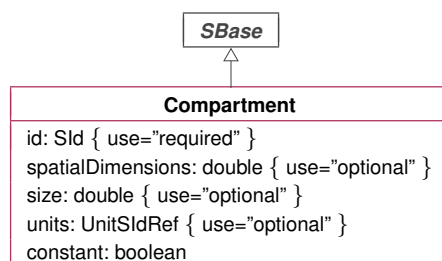 SBase
Compartment
id: SId { use="required" }
spatialDimensions: double { use="optional" }
size: double { use="optional" }
units: UnitSIdRef { use="optional" }
constant: boolean